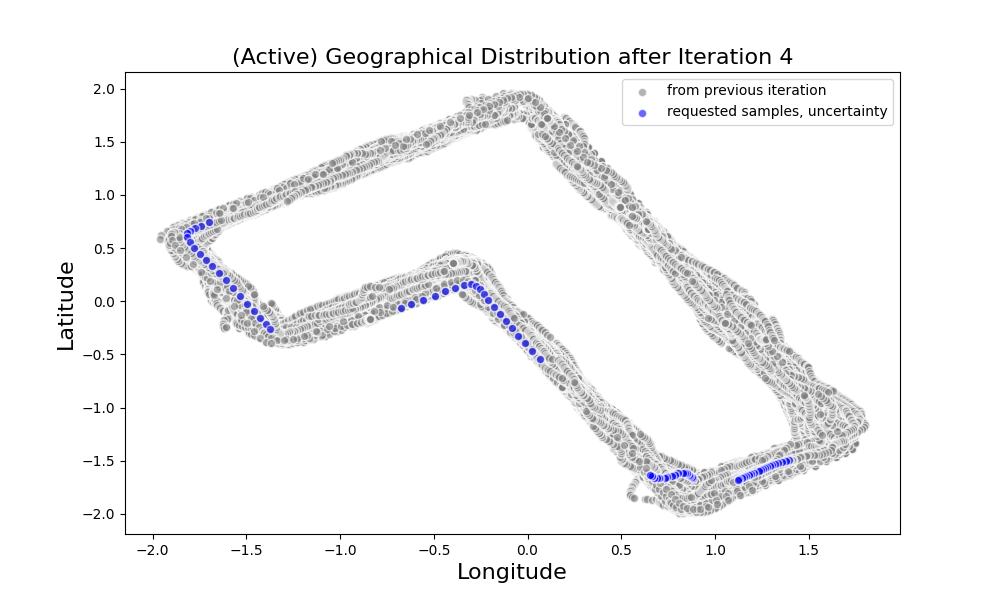 (Active) Geographical Distribution after Iteration 4
from previous iteration
requested samples, uncertainty
2.0
1.5
1.0
0.5
0.0
−0.5
−1.0
−1.5
−2.0
Latitude
−2.0 −1.5 −1.0 −0.5 0.0 0.5 1.0 1.5
Longitude